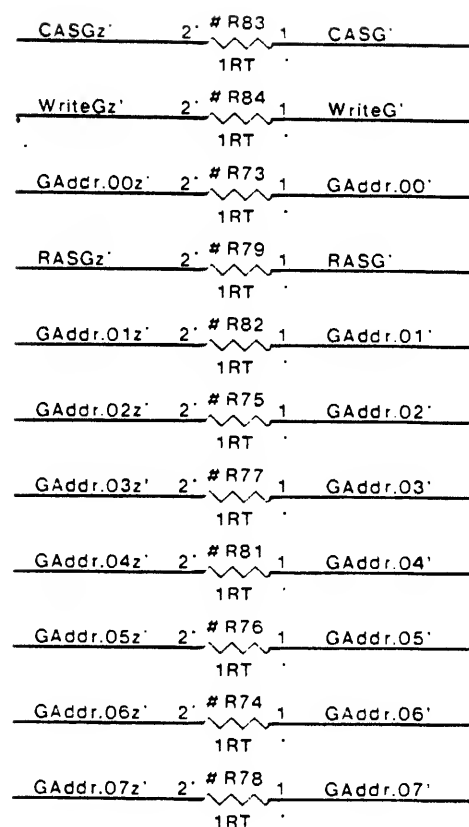 CASGz' 2' # R83 1 CASG'
1RT
WriteGz' 2' # R84 1 WriteG'
1RT
GAddr.00z' 2' # R73 1 GAddr.00'
1RT
RASGz' 2' # R79 1 RASG'
1RT
GAddr.01z' 2' # R82 1 GAddr.01'
1RT
GAddr.02z' 2' # R75 1 GAddr.02'
1RT
GAddr.03z' 2' # R77 1 GAddr.03'
1RT
GAddr.04z' 2' # R81 1 GAddr.04'
1RT
GAddr.05z' 2' # R76 1 GAddr.05'
1RT
GAddr.06z' 2' # R74 1 GAddr.06'
1RT
GAddr.07z' 2' # R78 1 GAddr.07'
1RT